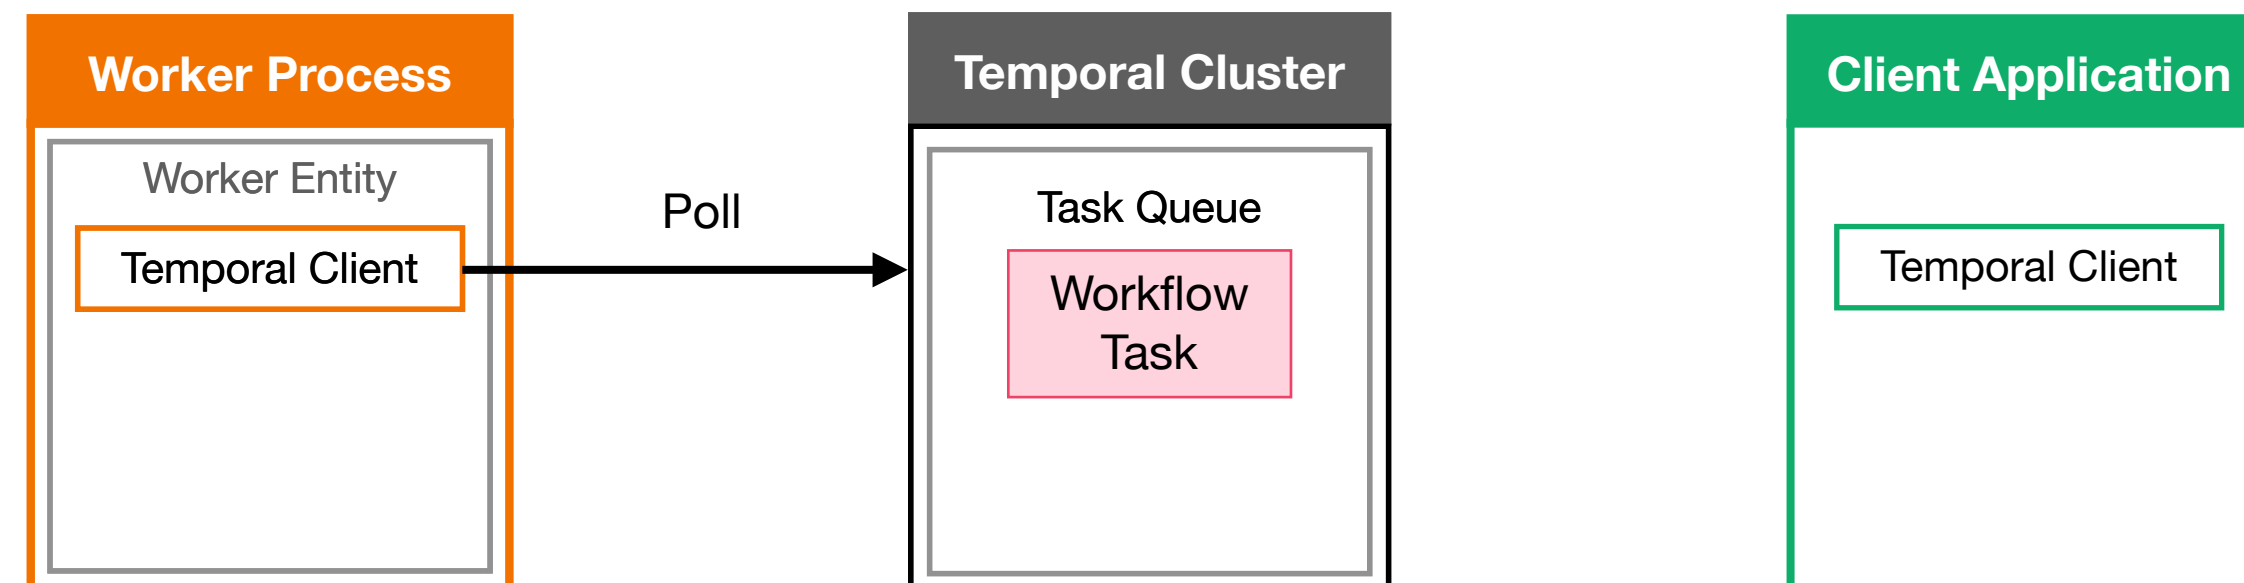 Worker Process
Worker Entity
Temporal Client
Poll
Temporal Cluster
Task Queue
Workflow
Task
Client Application
Temporal Client